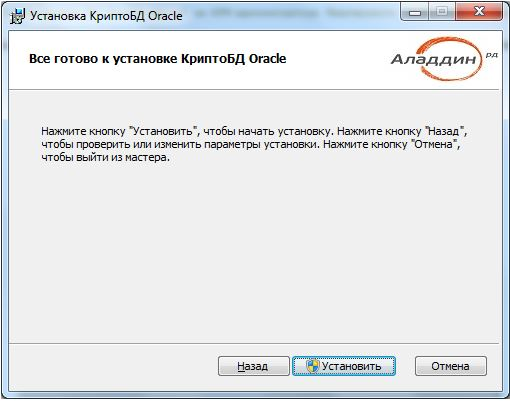 Установка КриптоБД Oracle
Все готово к установке КриптоБД Oracle
Аладдин РД
Нажмите кнопку "Установить", чтобы начать установку. Нажмите кнопку "Назад",
чтобы проверить или изменить параметры установки. Нажмите кнопку "Отмена",
чтобы выйти из мастера.
Назад
Установить
Отмена